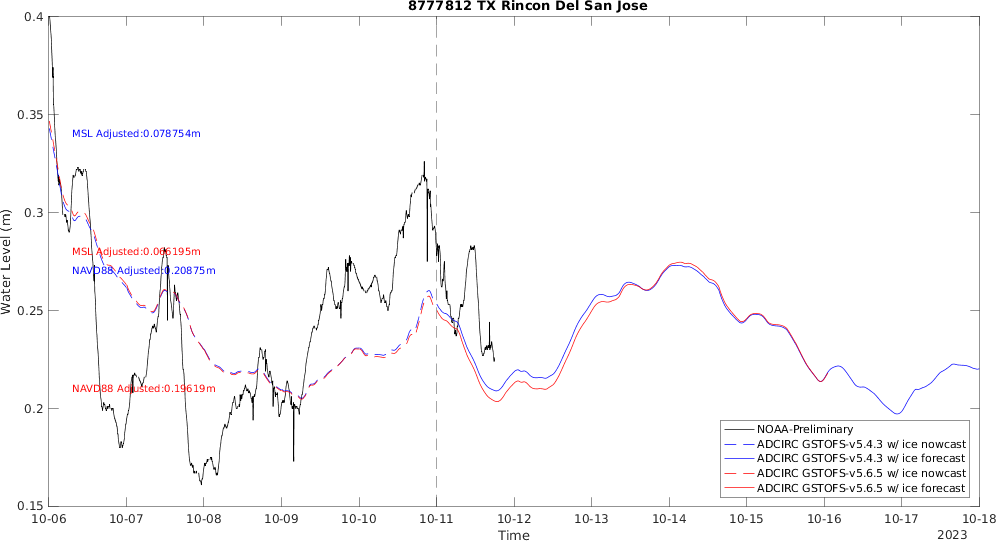 8777812 TX Rincon Del San Jose
0.4
0.35
0.3
0.25
0.2
0.15
Water Level (m)
MSL Adjusted:0.078754m
MSL Adjusted:0.066195m
NAVD88 Adjusted:0.20875m
NAVD88 Adjusted:0.19619m
NOAA-Preliminary
ADCIRC GSTOFS-v5.4.3 w/ ice nowcast
ADCIRC GSTOFS-v5.4.3 w/ ice forecast
ADCIRC GSTOFS-v5.6.5 w/ ice nowcast
ADCIRC GSTOFS-v5.6.5 w/ ice forecast
10-06 10-07 10-08 10-09 10-10 10-11 10-12 10-13 10-14 10-15 10-16 10-17 10-18
Time
2023